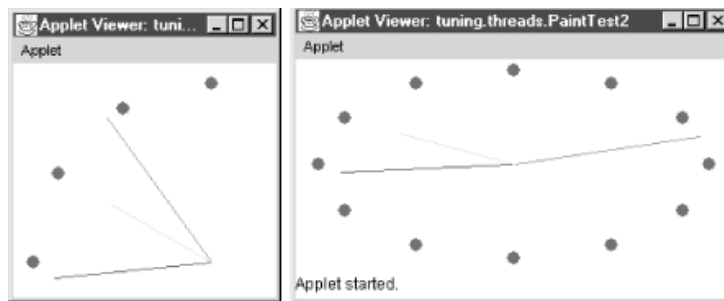 Applet Viewer: tuni...
Applet
Applet Viewer: tuning.threads.PaintTest2
Applet
Applet started.